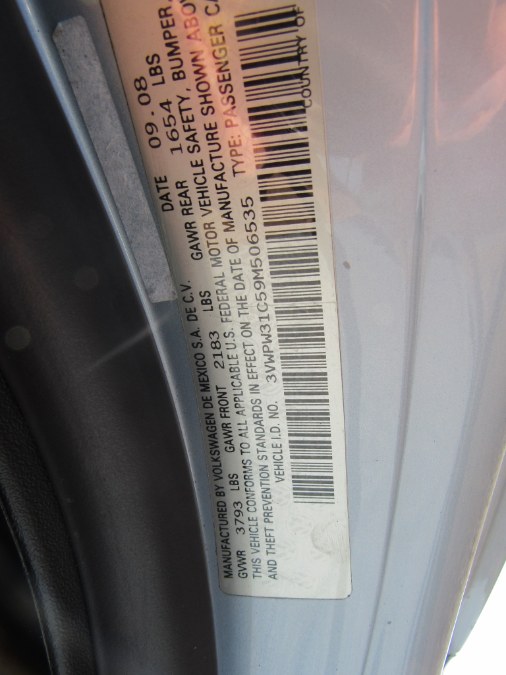 MANUFACTURED BY VOLKSWAGEN DE MEXICO S.A. DE C.V. DATE 09.08
GVWR 3793 LBS GAWR FRONT 2183 LBS GAWR REAR 1654 LBS
THIS VEHICLE CONFORMS TO ALL APPLICABLE U.S. FEDERAL MOTOR VEHICLE SAFETY, BUMPER,
AND THEFT PREVENTION STANDARDS IN EFFECT ON THE DATE OF MANUFACTURE SHOWN ABOV
VEHICLE I.D. NO. 3VWPW31C59M506535 TYPE: PASSENGER CA
COUNTRY OF